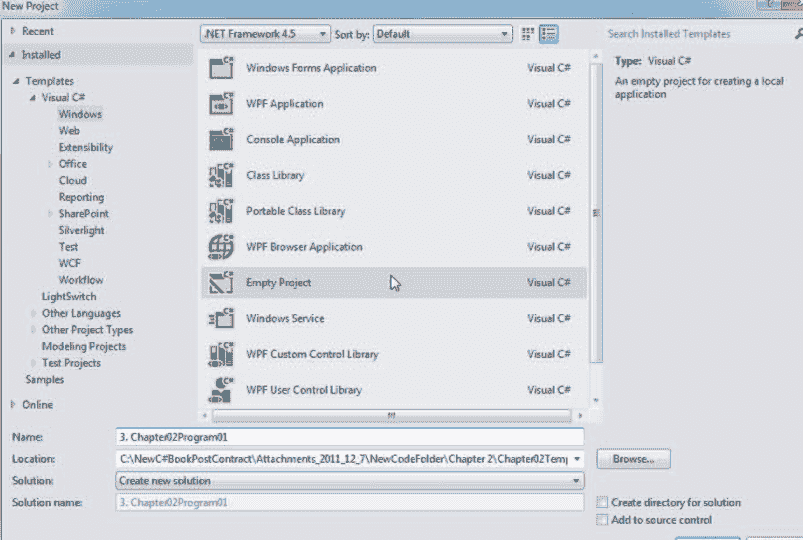 New Project
Recent
.NET Framework 4.5
Sort by:
Default
Search Installed Templates
Installed
Templates
Visual C#
Windows
Web
Extensibility
Office
Cloud
Reporting
SharePoint
Silverlight
Test
WCF
Workflow
LightSwitch
Other Languages
Other Project Types
Modeling Projects
Test Projects
Samples
Online
Windows Forms Application Visual C#
WPF Application Visual C#
Console Application Visual C#
Class Library Visual C#
Portable Class Library Visual C#
WPF Browser Application Visual C#
Empty Project Visual C#
Windows Service Visual C#
WPF Custom Control Library Visual C#
WPF User Control Library Visual C#
Type: Visual C#
An empty project for creating a local
application
Name: 3. Chapter02Program01
Location: C:\NewC#BookPostContract\Attachments_2011_12_7\NewCodeFolder\Chapter 2\Chapter02Temp
Browse...
Solution: Create new solution
Solution name: 3. Chapter02Program01
Create directory for solution
Add to source control